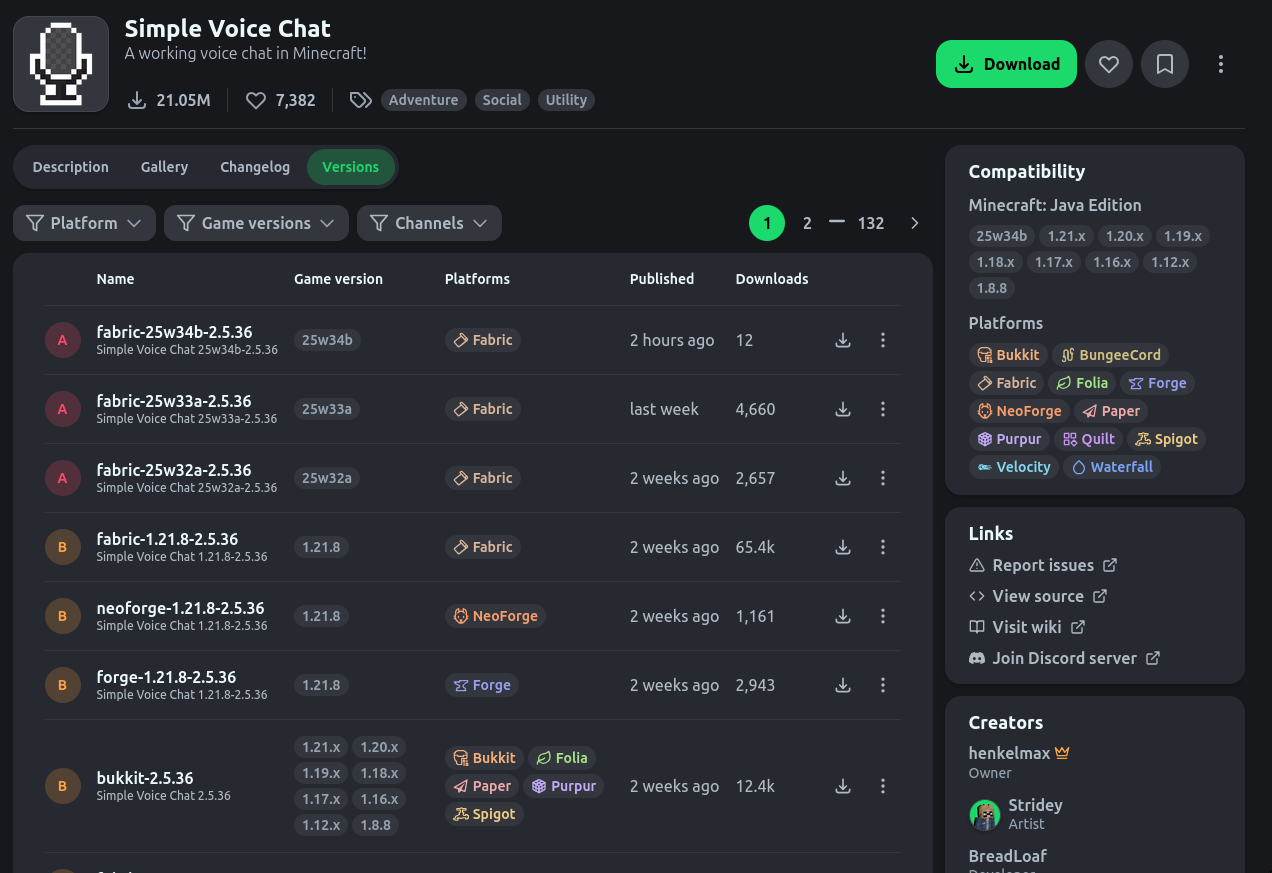 Simple Voice Chat
A working voice chat in Minecraft!
21.05M 7,382 Adventure Social Utility
Download
Description Gallery Changelog Versions
Platform Game versions Channels
1 2 132
Name Game version Platforms Published Downloads
A fabric-25w34b-2.5.36 25w34b Fabric 2 hours ago 12
Simple Voice Chat 25w34b-2.5.36
A fabric-25w33a-2.5.36 25w33a Fabric last week 4,660
Simple Voice Chat 25w33a-2.5.36
A fabric-25w32a-2.5.36 25w32a Fabric 2 weeks ago 2,657
Simple Voice Chat 25w32a-2.5.36
B fabric-1.21.8-2.5.36 1.21.8 Fabric 2 weeks ago 65.4k
Simple Voice Chat 1.21.8-2.5.36
B neoforge-1.21.8-2.5.36 1.21.8 NeoForge 2 weeks ago 1,161
Simple Voice Chat 1.21.8-2.5.36
B forge-1.21.8-2.5.36 1.21.8 Forge 2 weeks ago 2,943
Simple Voice Chat 1.21.8-2.5.36
B bukkit-2.5.36
Simple Voice Chat 2.5.36
1.21.x 1.20.x
1.19.x 1.18.x
1.17.x 1.16.x
1.12.x 1.8.8
Bukkit Folia
Paper Purpur
Spigot
2 weeks ago 12.4k
Compatibility
Minecraft: Java Edition
25w34b 1.21.x 1.20.x 1.19.x
1.18.x 1.17.x 1.16.x 1.12.x
1.8.8
Platforms
Bukkit BungeeCord
Fabric Folia Forge
NeoForge Paper
Purpur Quilt Spigot
Velocity Waterfall
Links
Report issues
View source
Visit wiki
Join Discord server
Creators
henkelmax
Owner
Stridey
Artist
BreadLoaf